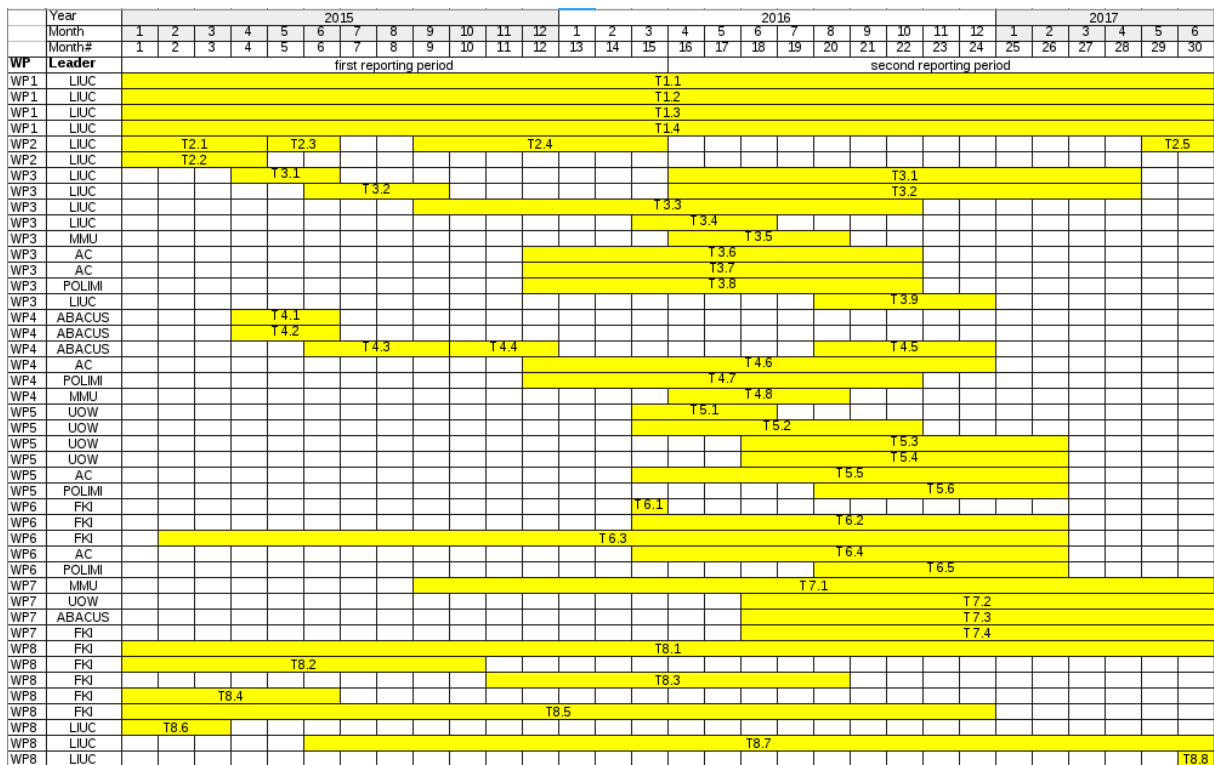 Year 2015 2016 2017
Month 1 2 3 4 5 6 7 8 9 10 11 12 1 2 3 4 5 6 7 8 9 10 11 12 1 2 3 4 5 6
Month# 1 2 3 4 5 6 7 8 9 10 11 12 13 14 15 16 17 18 19 20 21 22 23 24 25 26 27 28 29 30
WP Leader first reporting period second reporting period
WP1 LIUC T1.1
WP1 LIUC T1.2
WP1 LIUC T1.3
WP1 LIUC T1.4
WP2 LIUC T2.1 T2.3 T2.4 T2.5
WP2 LIUC T2.2
WP3 LIUC T3.1 T3.1
WP3 LIUC T3.2 T3.2
WP3 LIUC T3.3
WP3 LIUC T3.4
WP3 MMU T3.5
WP3 AC T3.6
WP3 AC T3.7
WP3 POLIMI T3.8
WP3 LIUC T3.9
WP4 ABACUS T4.1
WP4 ABACUS T4.2
WP4 ABACUS T4.3 T4.4 T4.5
WP4 AC T4.6
WP4 POLIMI T4.7
WP4 MMU T4.8
WP5 UOW T5.1
WP5 UOW T5.2
WP5 UOW T5.3
WP5 UOW T5.4
WP5 AC T5.5
WP5 POLIMI T5.6
WP6 FKI T6.1
WP6 FKI T6.2
WP6 FKI T6.3
WP6 AC T6.4
WP6 POLIMI T6.5
WP7 MMU T7.1
WP7 UOW T7.2
WP7 ABACUS T7.3
WP7 FKI T7.4
WP8 FKI T8.1
WP8 FKI T8.2
WP8 FKI T8.3
WP8 FKI T8.4
WP8 FKI T8.5
WP8 LIUC T8.6
WP8 LIUC T8.7
WP8 LIUC T8.8